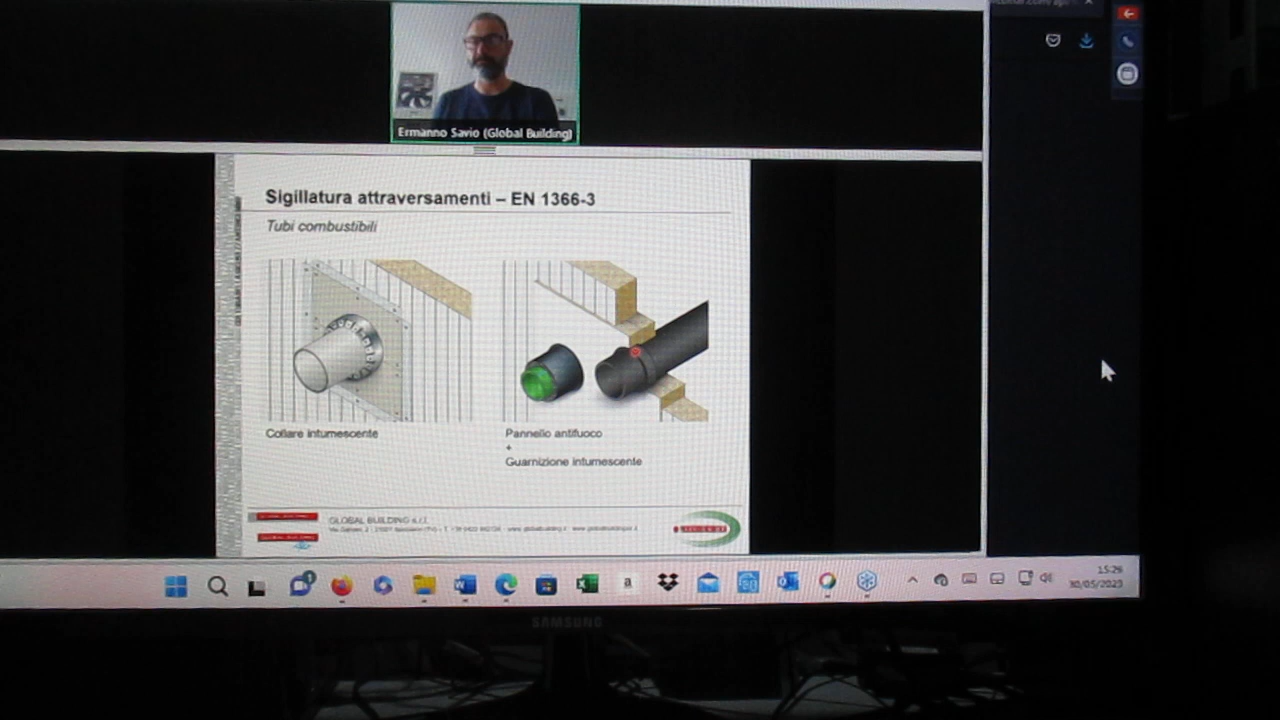 Ermanno Savio (Global Building)
Sigillatura attraversamenti – EN 1366-3
Tubi combustibili
Collare intumescente
Pannello antifuoco
+
Guarnizione intumescente
GLOBAL BUILDING s.r.l.
15:26
30/05/2023
SAMSUNG